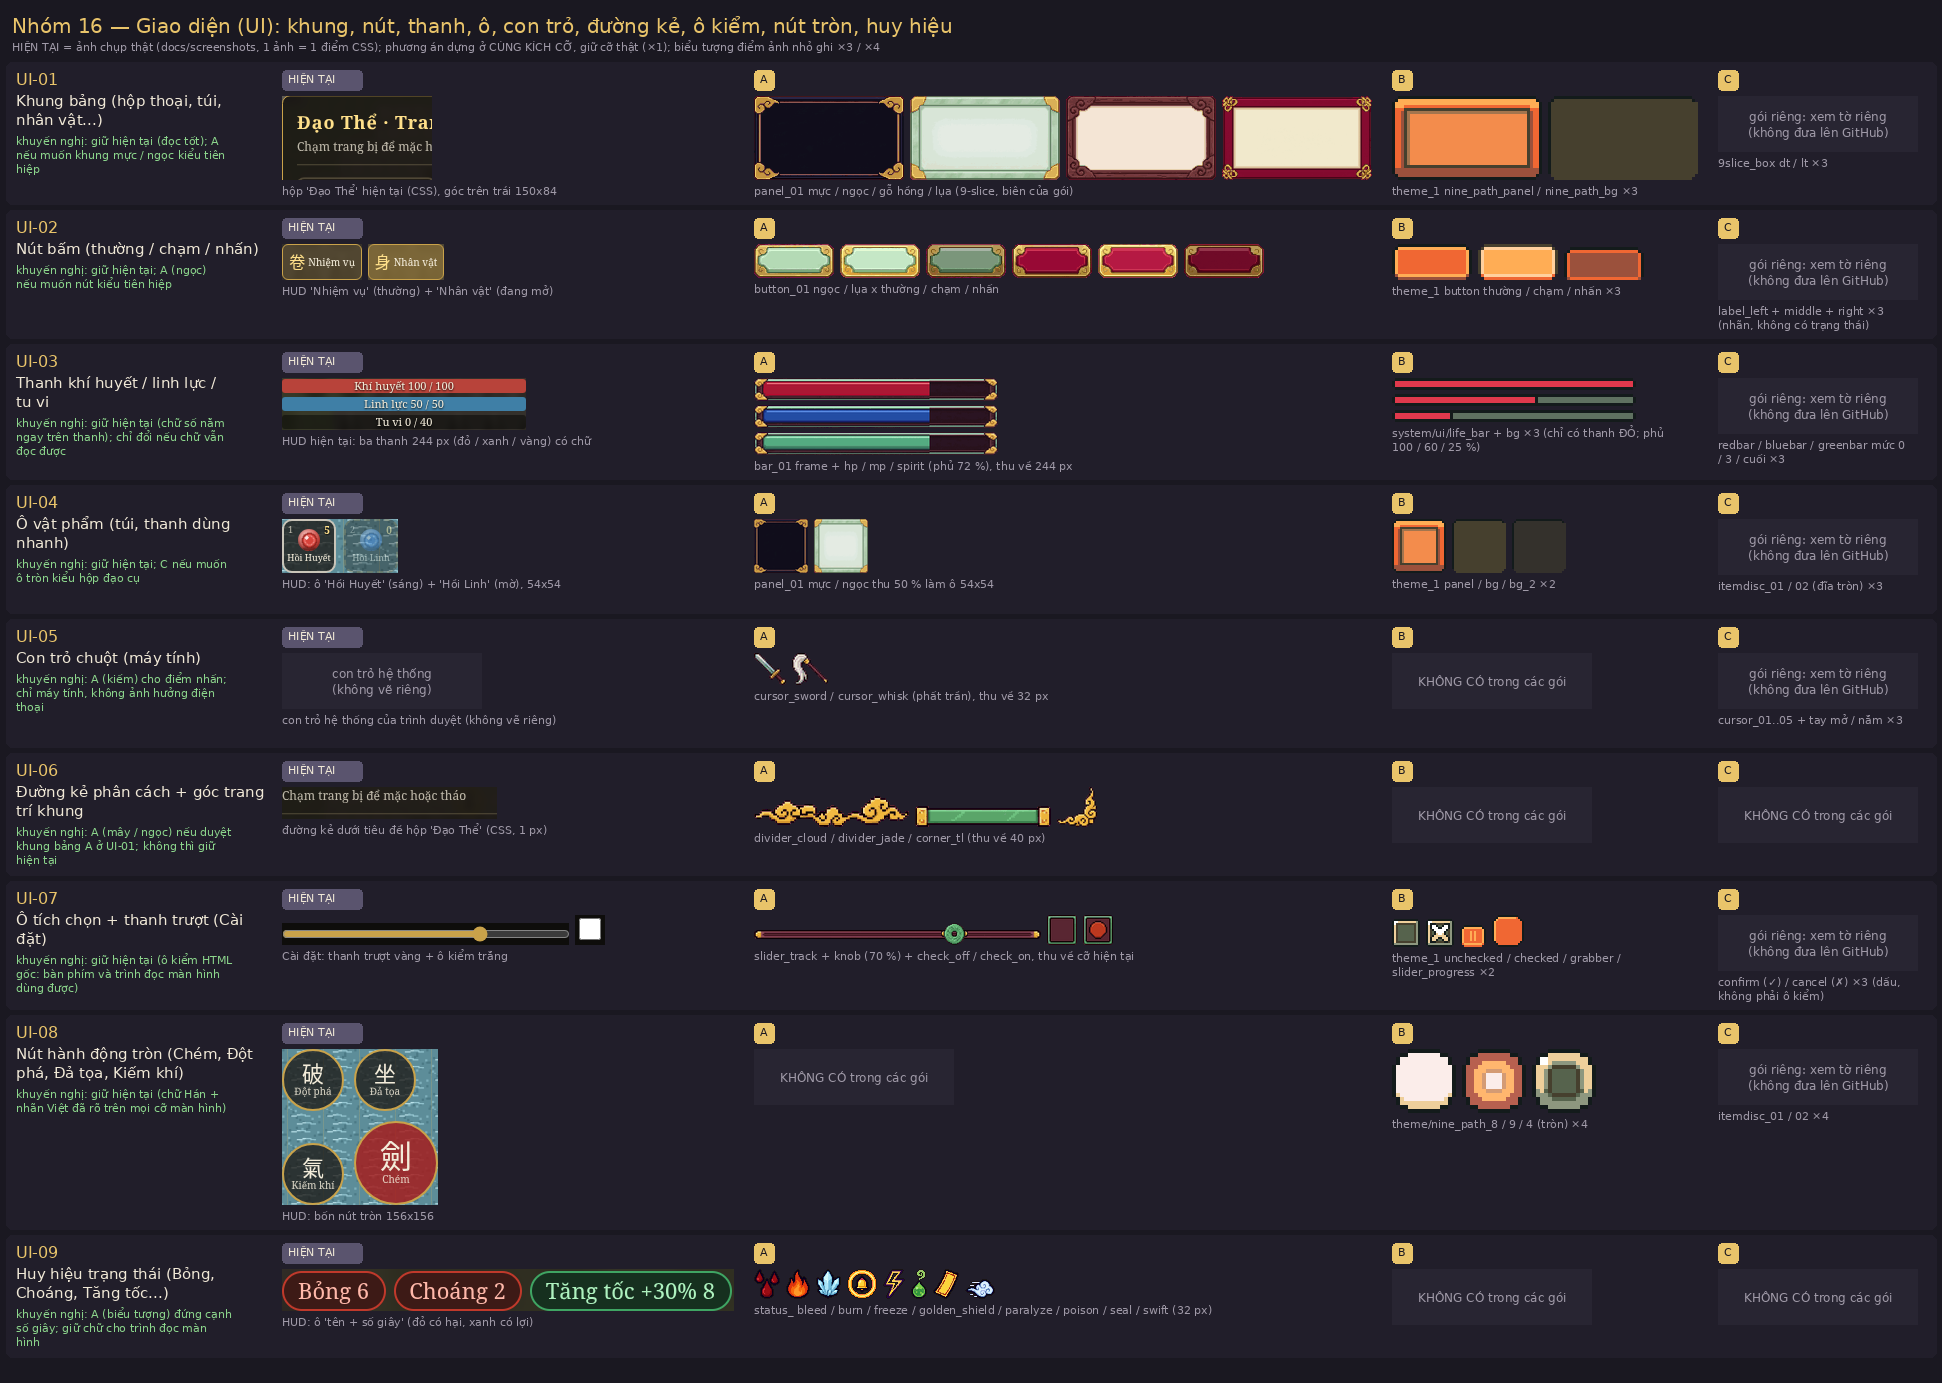 Nhóm 16 — Giao diện (UI): khung, nút, thanh, ô, con trỏ, đường kẻ, ô kiểm, nút tròn, huy hiệu
HIỆN TẠI = ảnh chụp thật (docs/screenshots, 1 ảnh = 1 điểm CSS); phương án dựng ở CÙNG KÍCH CỠ, giữ cỡ thật (×1); biểu tượng điểm ảnh nhỏ ghi ×3 / ×4
UI-01
Khung bảng (hộp thoại, túi,
nhân vật...)
khuyến nghị: giữ hiện tại (đọc tốt); A
nếu muốn khung mực / ngọc kiểu tiên
hiệp
HIỆN TẠI
Đạo Thể · Tra
Chạm trang bị để mặc h
hộp 'Đạo Thể' hiện tại (CSS), góc trên trái 150x84
A
panel_01 mực / ngọc / gỗ hồng / lụa (9-slice, biên của gói)
B
theme_1 nine_path_panel / nine_path_bg ×3
C
gói riêng: xem tờ riêng
(không đưa lên GitHub)
9slice_box dt / lt ×3
UI-02
Nút bấm (thường / chạm / nhấn)
khuyến nghị: giữ hiện tại; A (ngọc)
nếu muốn nút kiểu tiên hiệp
HIỆN TẠI
卷 Nhiệm vụ
身 Nhân vật
HUD 'Nhiệm vụ' (thường) + 'Nhân vật' (đang mở)
A
button_01 ngọc / lụa x thường / chạm / nhấn
B
theme_1 button thường / chạm / nhấn ×3
C
gói riêng: xem tờ riêng
(không đưa lên GitHub)
label_left + middle + right ×3
(nhãn, không có trạng thái)
UI-03
Thanh khí huyết / linh lực /
tu vi
khuyến nghị: giữ hiện tại (chữ số nằm
ngay trên thanh); chỉ đổi nếu chữ vẫn
đọc được
HIỆN TẠI
Khí huyết 100 / 100
Linh lực 50 / 50
Tu vi 0 / 40
HUD hiện tại: ba thanh 244 px (đỏ / xanh / vàng) có chữ
A
bar_01 frame + hp / mp / spirit (phủ 72 %), thu về 244 px
B
system/ui/life_bar + bg ×3 (chỉ có thanh ĐỎ; phủ
100 / 60 / 25 %)
C
gói riêng: xem tờ riêng
(không đưa lên GitHub)
redbar / bluebar / greenbar mức 0
/ 3 / cuối ×3
UI-04
Ô vật phẩm (túi, thanh dùng
nhanh)
khuyến nghị: giữ hiện tại; C nếu muốn
ô tròn kiểu hộp đạo cụ
HIỆN TẠI
1 5
Hồi Huyết
2 0
Hồi Linh
HUD: ô 'Hồi Huyết' (sáng) + 'Hồi Linh' (mờ), 54x54
A
panel_01 mực / ngọc thu 50 % làm ô 54x54
B
theme_1 panel / bg / bg_2 ×2
C
gói riêng: xem tờ riêng
(không đưa lên GitHub)
itemdisc_01 / 02 (đĩa tròn) ×3
UI-05
Con trỏ chuột (máy tính)
khuyến nghị: A (kiếm) cho điểm nhấn;
chỉ máy tính, không ảnh hưởng điện
thoại
HIỆN TẠI
con trỏ hệ thống
(không vẽ riêng)
con trỏ hệ thống của trình duyệt (không vẽ riêng)
A
cursor_sword / cursor_whisk (phất trần), thu về 32 px
B
KHÔNG CÓ trong các gói
C
gói riêng: xem tờ riêng
(không đưa lên GitHub)
cursor_01..05 + tay mở / nắm ×3
UI-06
Đường kẻ phân cách + góc trang
trí khung
khuyến nghị: A (mây / ngọc) nếu duyệt
khung bảng A ở UI-01; không thì giữ
hiện tại
HIỆN TẠI
Chạm trang bị để mặc hoặc tháo
đường kẻ dưới tiêu đề hộp 'Đạo Thể' (CSS, 1 px)
A
divider_cloud / divider_jade / corner_tl (thu về 40 px)
B
KHÔNG CÓ trong các gói
C
KHÔNG CÓ trong các gói
UI-07
Ô tích chọn + thanh trượt (Cài
đặt)
khuyến nghị: giữ hiện tại (ô kiểm HTML
gốc: bàn phím và trình đọc màn hình
dùng được)
HIỆN TẠI
Cài đặt: thanh trượt vàng + ô kiểm trắng
A
slider_track + knob (70 %) + check_off / check_on, thu về cỡ hiện tại
B
theme_1 unchecked / checked / grabber /
slider_progress ×2
C
gói riêng: xem tờ riêng
(không đưa lên GitHub)
confirm (✓) / cancel (✗) ×3 (dấu,
không phải ô kiểm)
UI-08
Nút hành động tròn (Chém, Đột
phá, Đả tọa, Kiếm khí)
khuyến nghị: giữ hiện tại (chữ Hán +
nhãn Việt đã rõ trên mọi cỡ màn hình)
HIỆN TẠI
破
Đột phá
坐
Đả tọa
氣
Kiếm khí
劍
Chém
HUD: bốn nút tròn 156x156
A
KHÔNG CÓ trong các gói
B
theme/nine_path_8 / 9 / 4 (tròn) ×4
C
gói riêng: xem tờ riêng
(không đưa lên GitHub)
itemdisc_01 / 02 ×4
UI-09
Huy hiệu trạng thái (Bỏng,
Choáng, Tăng tốc...)
khuyến nghị: A (biểu tượng) đứng cạnh
số giây; giữ chữ cho trình đọc màn
hình
HIỆN TẠI
Bỏng 6
Choáng 2
Tăng tốc +30% 8
HUD: ô 'tên + số giây' (đỏ có hại, xanh có lợi)
A
status_ bleed / burn / freeze / golden_shield / paralyze / poison / seal / swift (32 px)
B
KHÔNG CÓ trong các gói
C
KHÔNG CÓ trong các gói